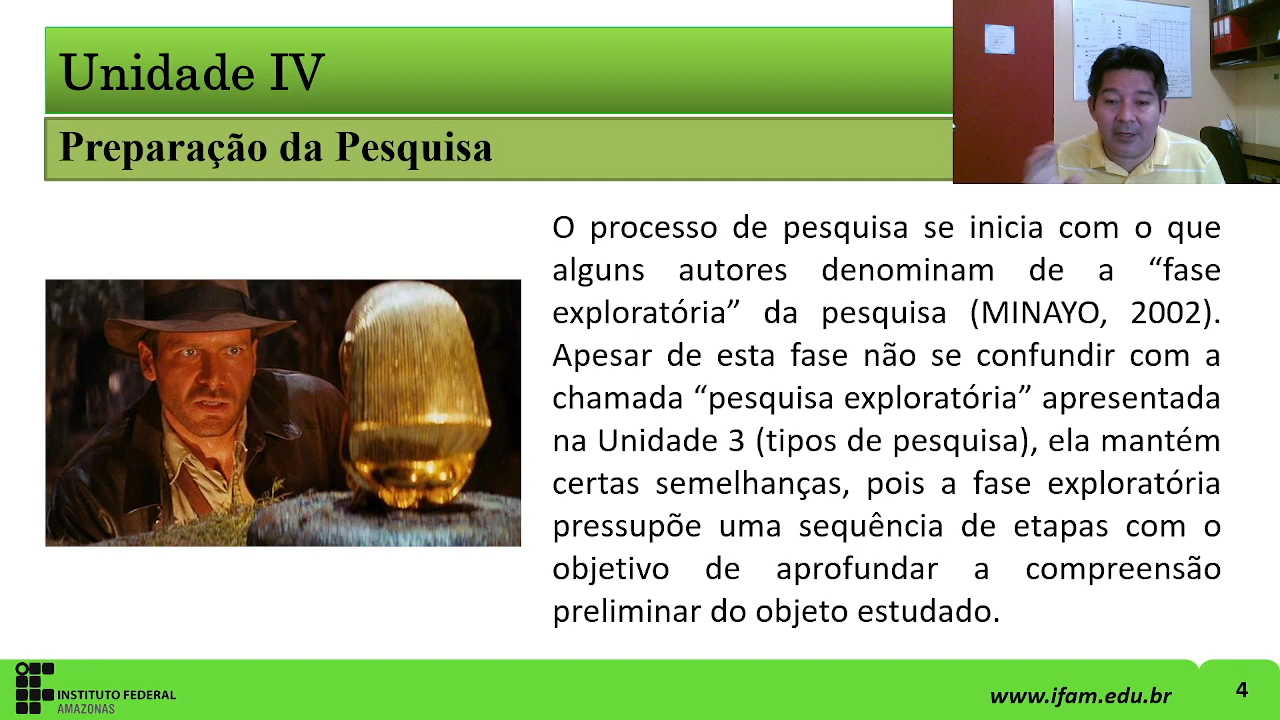 Unidade IV
Preparação da Pesquisa
O processo de pesquisa se inicia com o que
alguns autores denominam de a “fase
exploratória” da pesquisa (MINAYO, 2002).
Apesar de esta fase não se confundir com a
chamada “pesquisa exploratória” apresentada
na Unidade 3 (tipos de pesquisa), ela mantém
certas semelhanças, pois a fase exploratória
pressupõe uma sequência de etapas com o
objetivo de aprofundar a compreensão
preliminar do objeto estudado.
INSTITUTO FEDERAL
AMAZONAS
www.ifam.edu.br
4